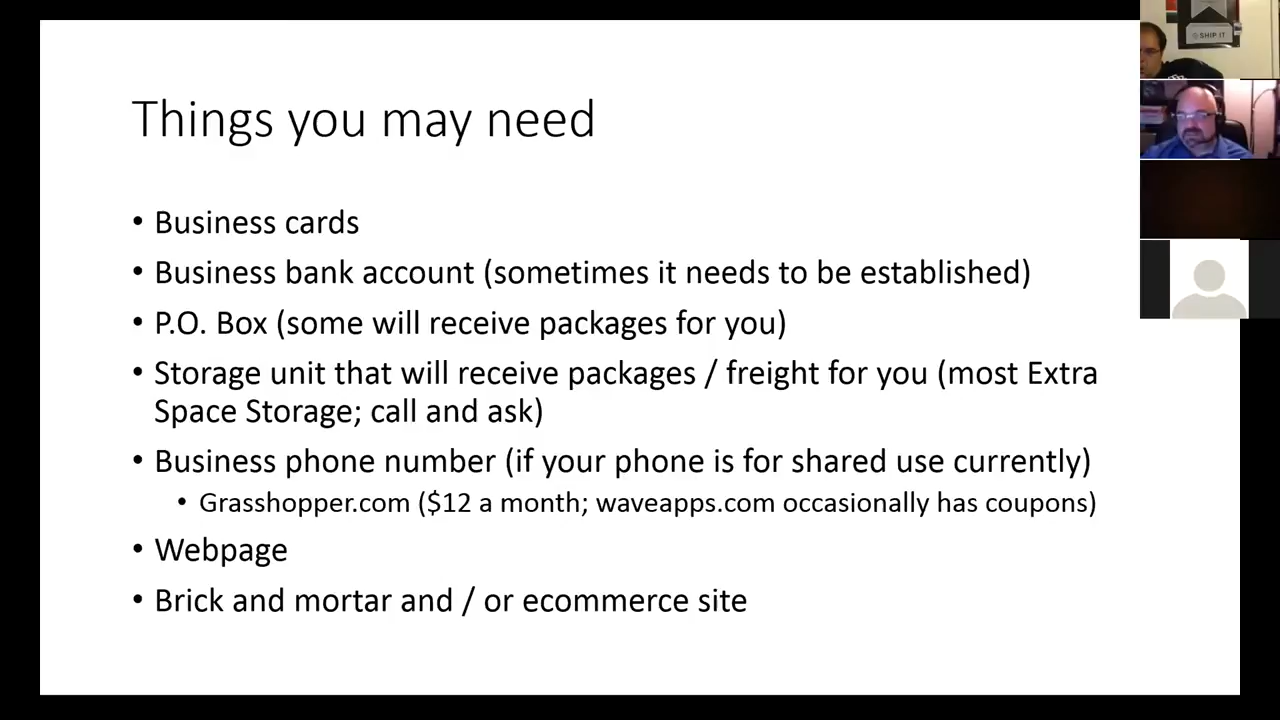 Things you may need
• Business cards
• Business bank account (sometimes it needs to be established)
• P.O. Box (some will receive packages for you)
• Storage unit that will receive packages / freight for you (most Extra
Space Storage; call and ask)
• Business phone number (if your phone is for shared use currently)
• Grasshopper.com ($12 a month; waveapps.com occasionally has coupons)
• Webpage
• Brick and mortar and / or ecommerce site
SHIP IT